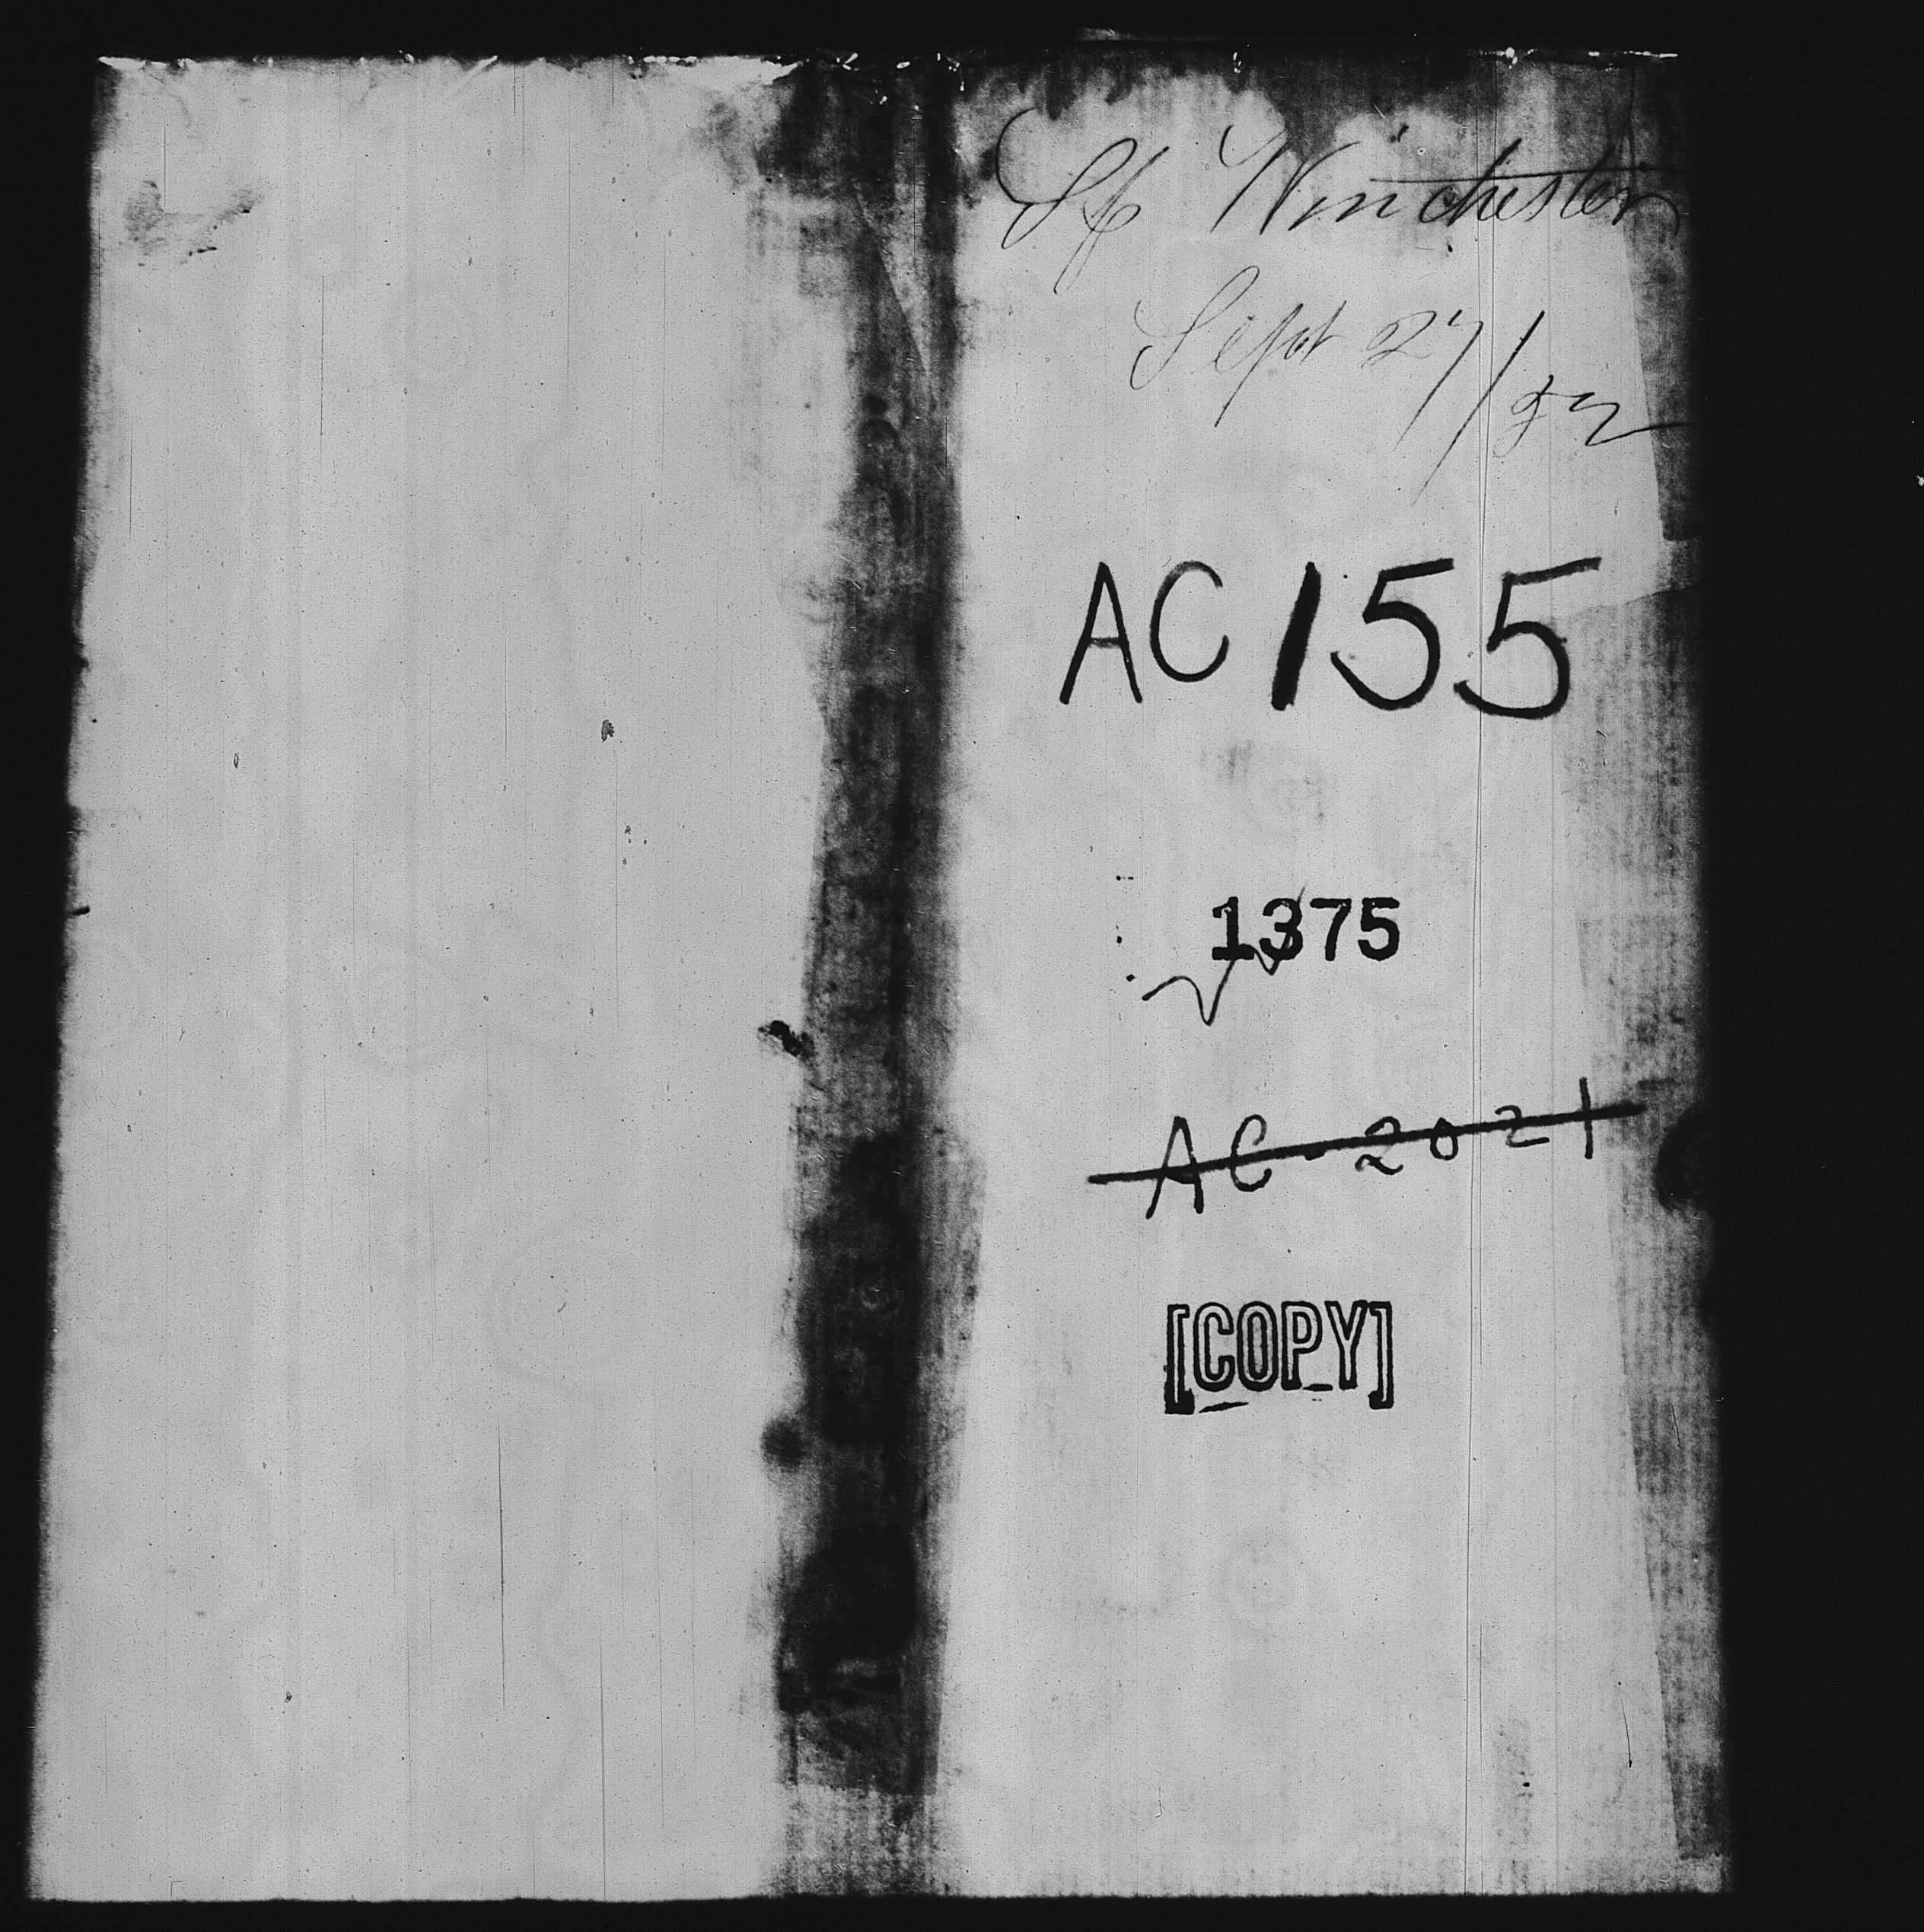 Winchester
Sept 27/82
AC 155
1375
AC-2021
[COPY]